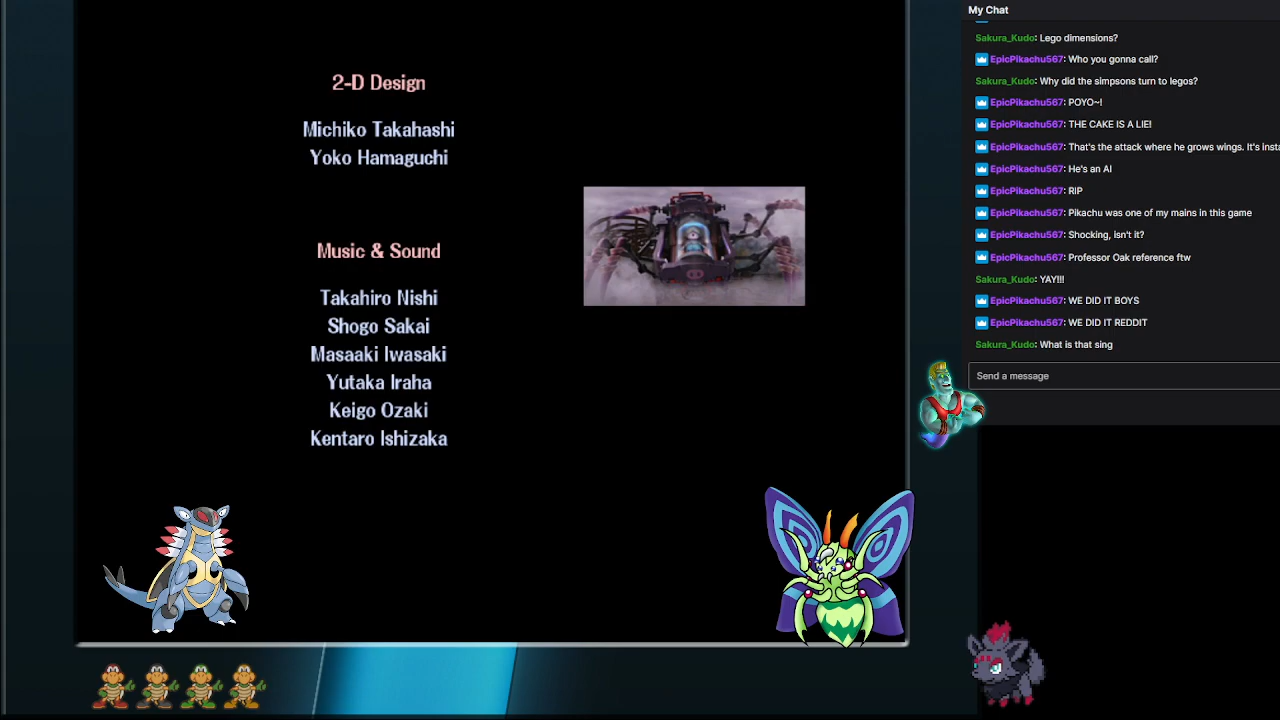 2-D Design
Michiko Takahashi
Yoko Hamaguchi
Music & Sound
Takahiro Nishi
Shogo Sakai
Masaaki Iwasaki
Yutaka Iraha
Keigo Ozaki
Kentaro Ishizaka
My Chat
Sakura_Kudo: Lego dimensions?
EpicPikachu567: Who you gonna call?
Sakura_Kudo: Why did the simpsons turn to legos?
EpicPikachu567: POYO~!
EpicPikachu567: THE CAKE IS A LIE!
EpicPikachu567: That's the attack where he grows wings. It's insta
EpicPikachu567: He's an AI
EpicPikachu567: RIP
EpicPikachu567: Pikachu was one of my mains in this game
EpicPikachu567: Shocking, isn't it?
EpicPikachu567: Professor Oak reference ftw
Sakura_Kudo: YAY!!!
EpicPikachu567: WE DID IT BOYS
EpicPikachu567: WE DID IT REDDIT
Sakura_Kudo: What is that sing
Send a message